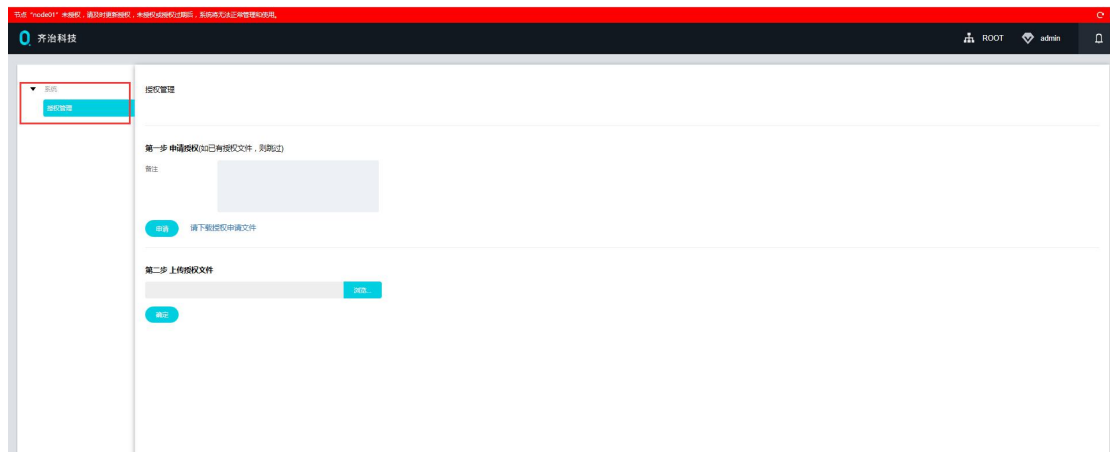 节点 "node01" 未授权，请及时更新授权，未授权或授权过期后，系统将无法正常管理和使用。
齐治科技
ROOT
admin
系统
授权管理
授权管理
第一步 申请授权(如已有授权文件，则跳过)
备注
申请
请下载授权申请文件
第二步 上传授权文件
浏览...
确定